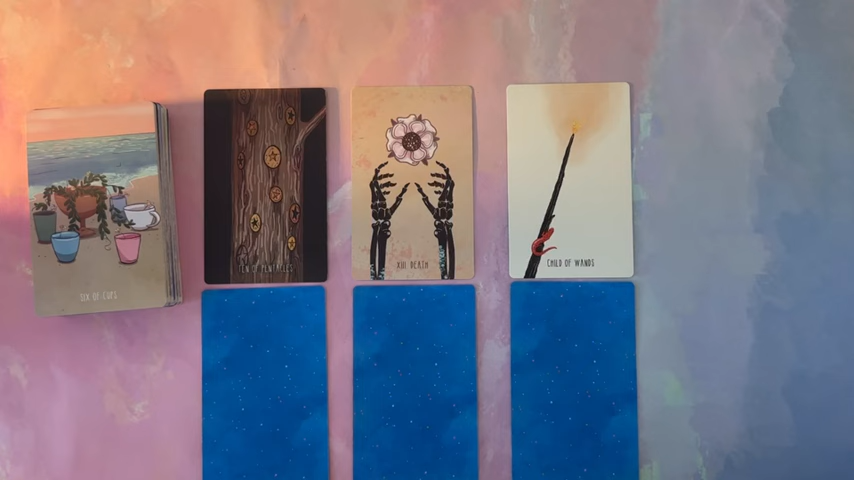 SIX OF CUPS
TEN OF PENTACLES
XIII DEATH
CHILD OF WANDS